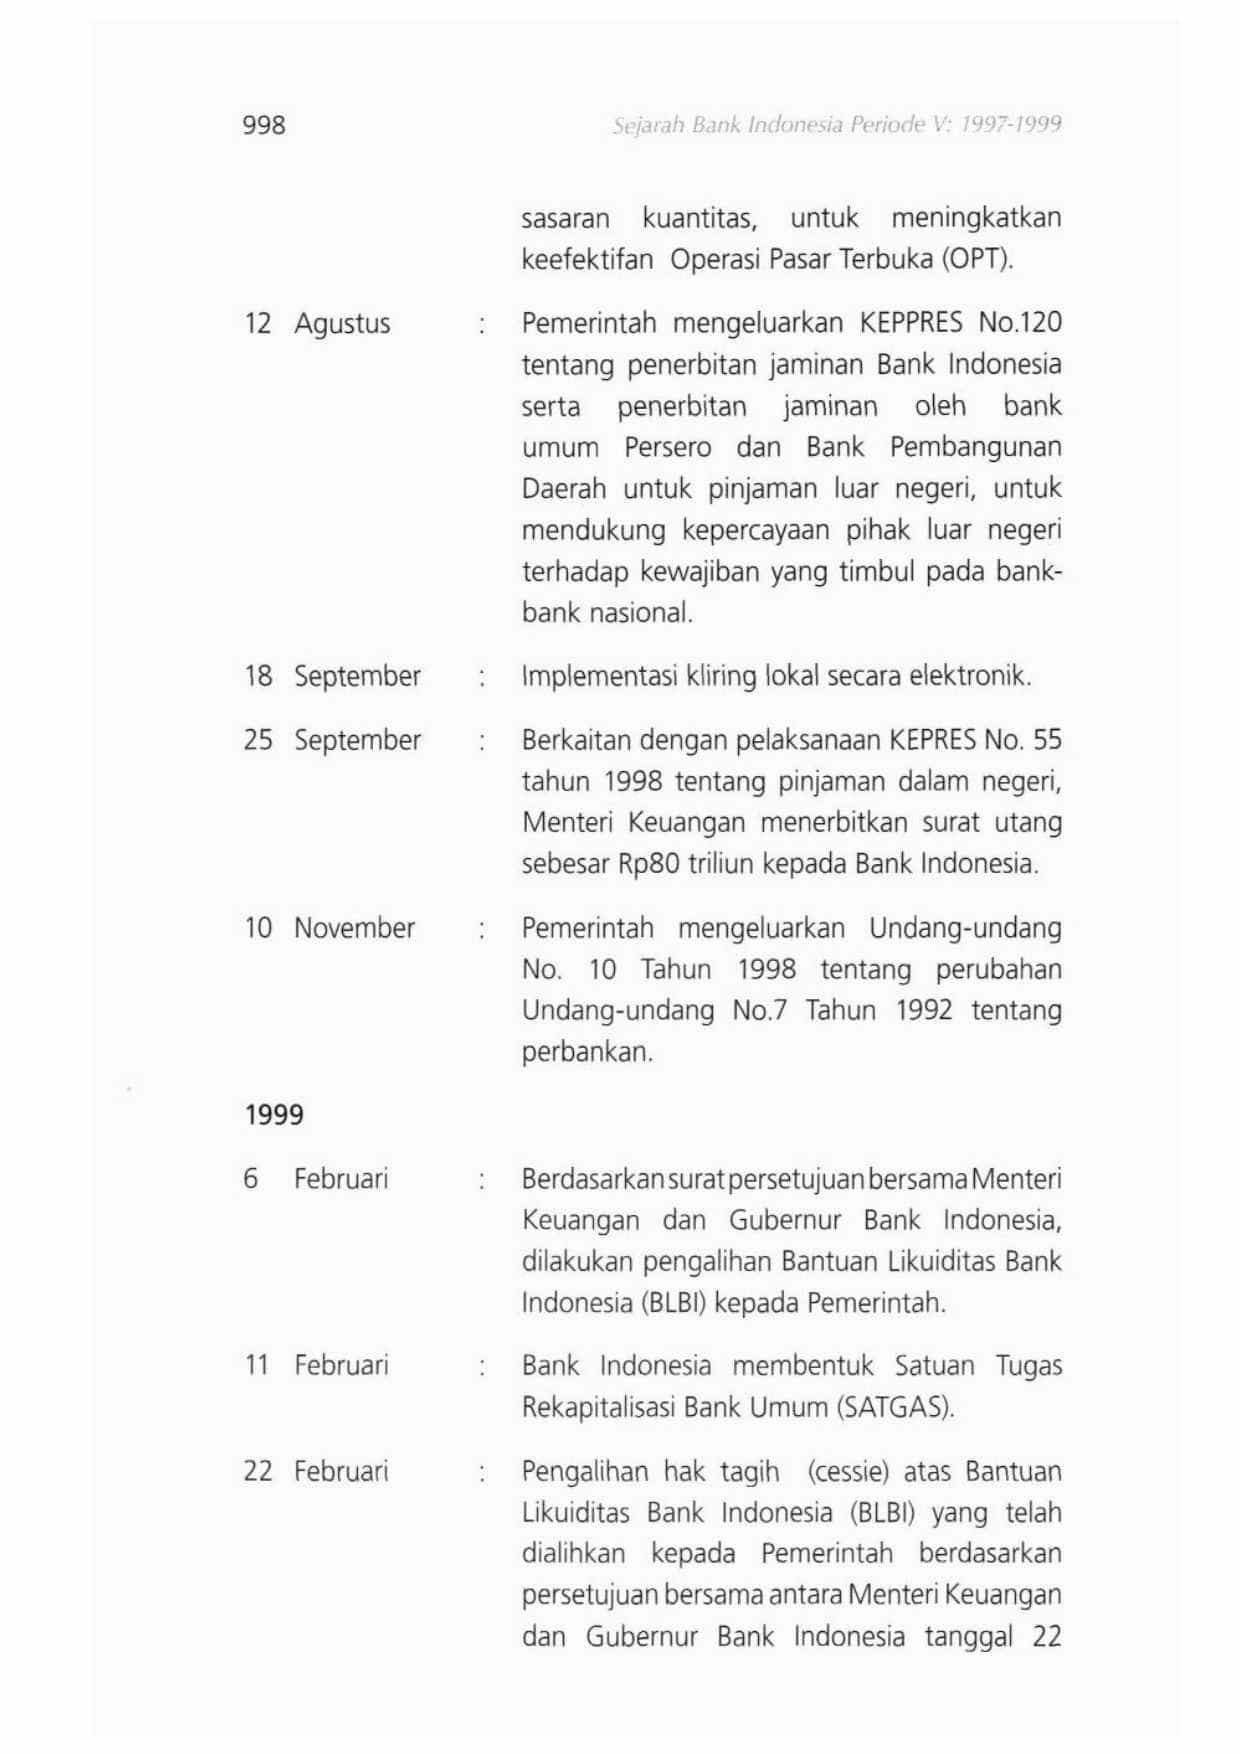 998 Sejarah Bank Indonesia Periode V: 1997-1999
sasaran kuantitas, untuk meningkatkan
keefektifan Operasi Pasar Terbuka (OPT).
12 Agustus : Pemerintah mengeluarkan KEPPRES No.120
tentang penerbitan jaminan Bank Indonesia
serta penerbitan jaminan oleh bank
umum Persero dan Bank Pembangunan
Daerah untuk pinjaman luar negeri, untuk
mendukung kepercayaan pihak luar negeri
terhadap kewajiban yang timbul pada bank-
bank nasional.
18 September : Implementasi kliring lokal secara elektronik.
25 September : Berkaitan dengan pelaksanaan KEPRES No. 55
tahun 1998 tentang pinjaman dalam negeri,
Menteri Keuangan menerbitkan surat utang
sebesar Rp80 triliun kepada Bank Indonesia.
10 November : Pemerintah mengeluarkan Undang-undang
No. 10 Tahun 1998 tentang perubahan
Undang-undang No.7 Tahun 1992 tentang
perbankan.
1999
6 Februari : Berdasarkan surat persetujuan bersama Menteri
Keuangan dan Gubernur Bank Indonesia,
dilakukan pengalihan Bantuan Likuiditas Bank
Indonesia (BLBI) kepada Pemerintah.
11 Februari : Bank Indonesia membentuk Satuan Tugas
Rekapitalisasi Bank Umum (SATGAS).
22 Februari : Pengalihan hak tagih (cessie) atas Bantuan
Likuiditas Bank Indonesia (BLBI) yang telah
dialihkan kepada Pemerintah berdasarkan
persetujuan bersama antara Menteri Keuangan
dan Gubernur Bank Indonesia tanggal 22